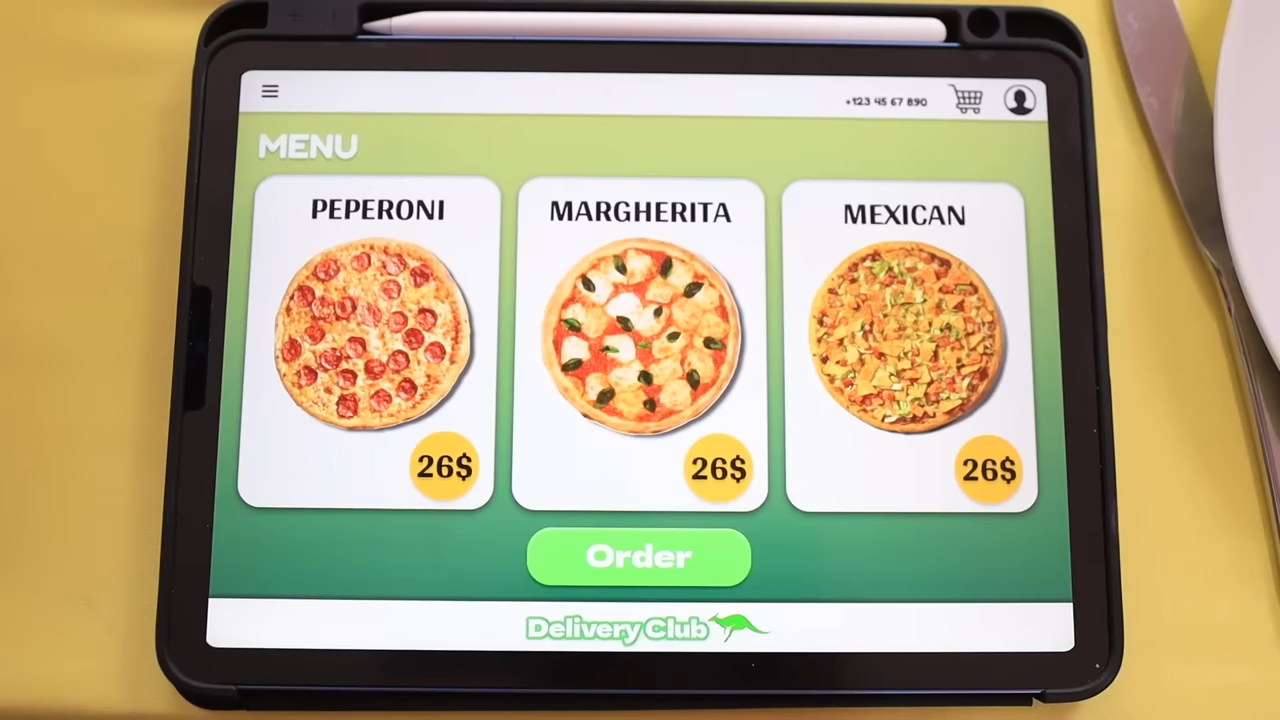 +123 45 67 890
MENU
PEPERONI
MARGHERITA
MEXICAN
26$
26$
26$
Order
Delivery Club